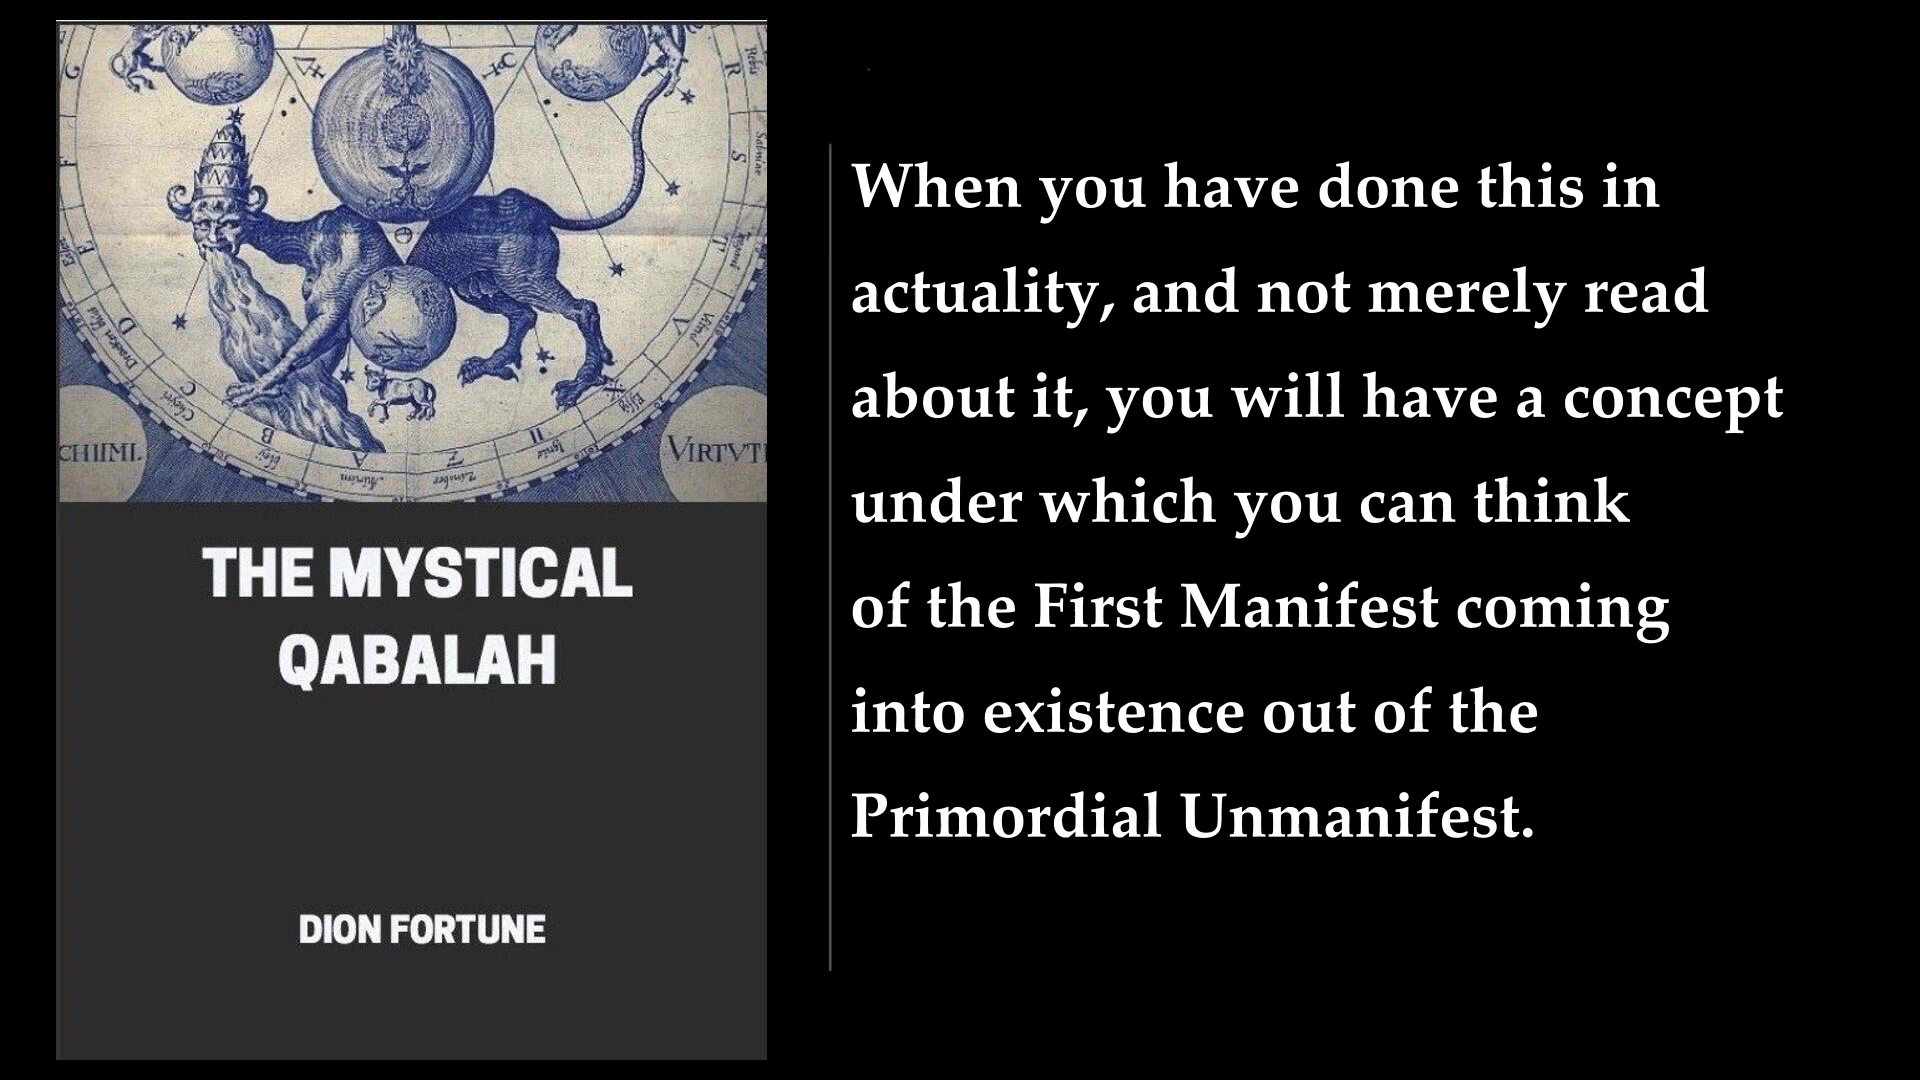 CHIIMI.
VIRTVTI
THE MYSTICAL
QABALAH
DION FORTUNE
When you have done this in
actuality, and not merely read
about it, you will have a concept
under which you can think
of the First Manifest coming
into existence out of the
Primordial Unmanifest.